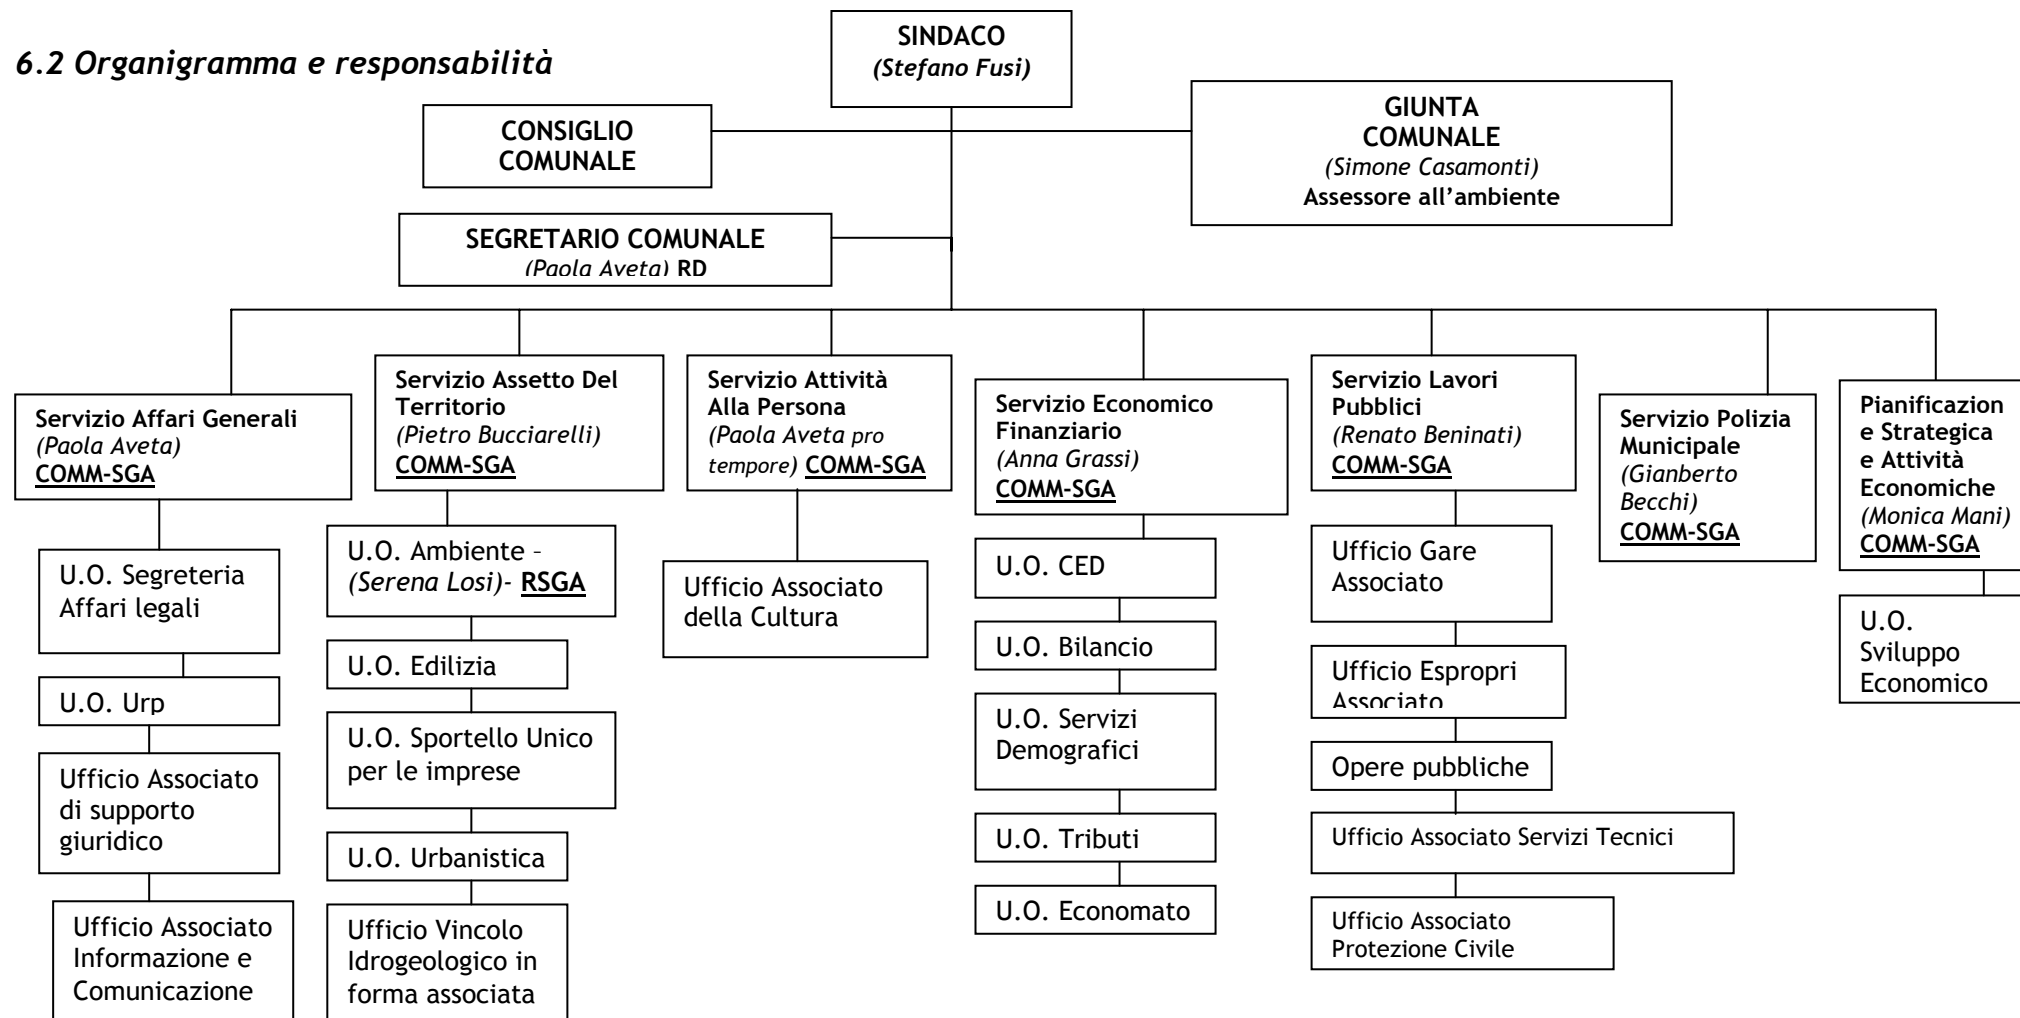 6.2 Organigramma e responsabilità
SINDACO
(Stefano Fusi)
CONSIGLIO
COMUNALE
GIUNTA
COMUNALE
(Simone Casamonti)
Assessore all’ambiente
SEGRETARIO COMUNALE
(Paola Aveta) RD
Servizio Affari Generali
(Paola Aveta)
COMM-SGA
U.O. Segreteria
Affari legali
U.O. Urp
Ufficio Associato
di supporto
giuridico
Ufficio Associato
Informazione e
Comunicazione
Servizio Assetto Del
Territorio
(Pietro Bucciarelli)
COMM-SGA
U.O. Ambiente –
(Serena Losi)- RSGA
U.O. Edilizia
U.O. Sportello Unico
per le imprese
U.O. Urbanistica
Ufficio Vincolo
Idrogeologico in
forma associata
Servizio Attività
Alla Persona
(Paola Aveta pro
tempore) COMM-SGA
Ufficio Associato
della Cultura
Servizio Economico
Finanziario
(Anna Grassi)
COMM-SGA
U.O. CED
U.O. Bilancio
U.O. Servizi
Demografici
U.O. Tributi
U.O. Economato
Servizio Lavori
Pubblici
(Renato Beninati)
COMM-SGA
Ufficio Gare
Associato
Ufficio Espropri
Associato
Opere pubbliche
Ufficio Associato Servizi Tecnici
Ufficio Associato
Protezione Civile
Servizio Polizia
Municipale
(Gianberto
Becchi)
COMM-SGA
Pianificazion
e Strategica
e Attività
Economiche
(Monica Mani)
COMM-SGA
U.O.
Sviluppo
Economico